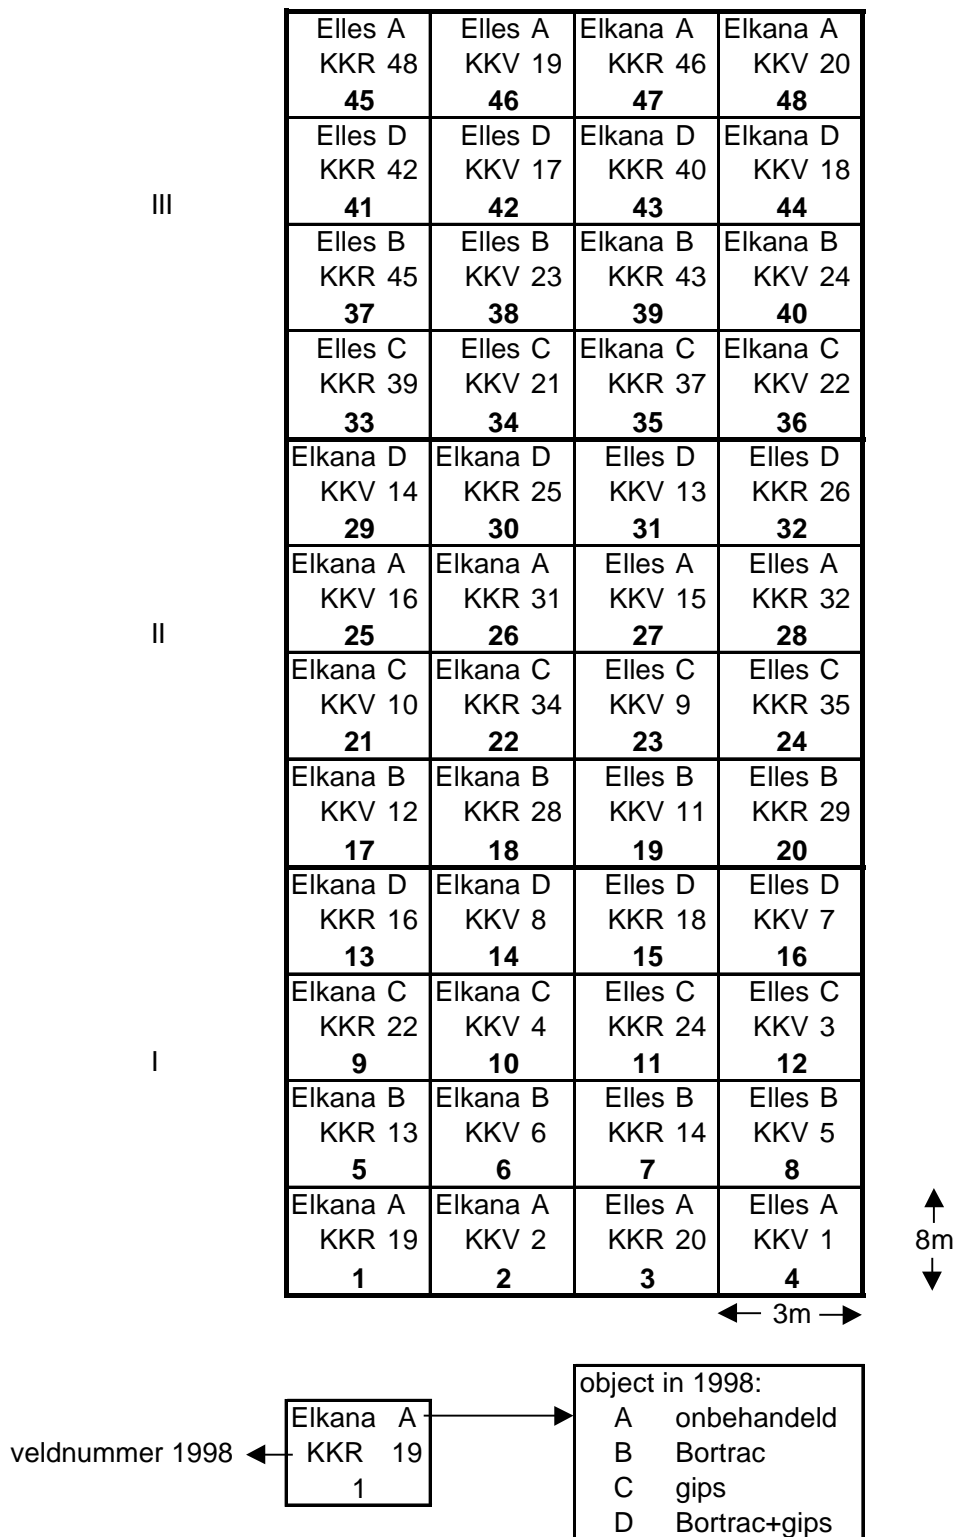 Elles A Elles A Elkana A Elkana A
KKR 48 KKV 19 KKR 46 KKV 20
45 46 47 48
Elles D Elles D Elkana D Elkana D
KKR 42 KKV 17 KKR 40 KKV 18
III 41 42 43 44
Elles B Elles B Elkana B Elkana B
KKR 45 KKV 23 KKR 43 KKV 24
37 38 39 40
Elles C Elles C Elkana C Elkana C
KKR 39 KKV 21 KKR 37 KKV 22
33 34 35 36
Elkana D Elkana D Elles D Elles D
KKV 14 KKR 25 KKV 13 KKR 26
29 30 31 32
Elkana A Elkana A Elles A Elles A
KKV 16 KKR 31 KKV 15 KKR 32
II 25 26 27 28
Elkana C Elkana C Elles C Elles C
KKV 10 KKR 34 KKV 9 KKR 35
21 22 23 24
Elkana B Elkana B Elles B Elles B
KKV 12 KKR 28 KKV 11 KKR 29
17 18 19 20
Elkana D Elkana D Elles D Elles D
KKR 16 KKV 8 KKR 18 KKV 7
13 14 15 16
Elkana C Elkana C Elles C Elles C
KKR 22 KKV 4 KKR 24 KKV 3
I 9 10 11 12
Elkana B Elkana B Elles B Elles B
KKR 13 KKV 6 KKR 14 KKV 5
5 6 7 8
Elkana A Elkana A Elles A Elles A
KKR 19 KKV 2 KKR 20 KKV 1 8m
1 2 3 4
3m
object in 1998:
Elkana A A onbehandeld
veldnummer 1998 KKR 19 B Bortrac
1 C gips
D Bortrac+gips